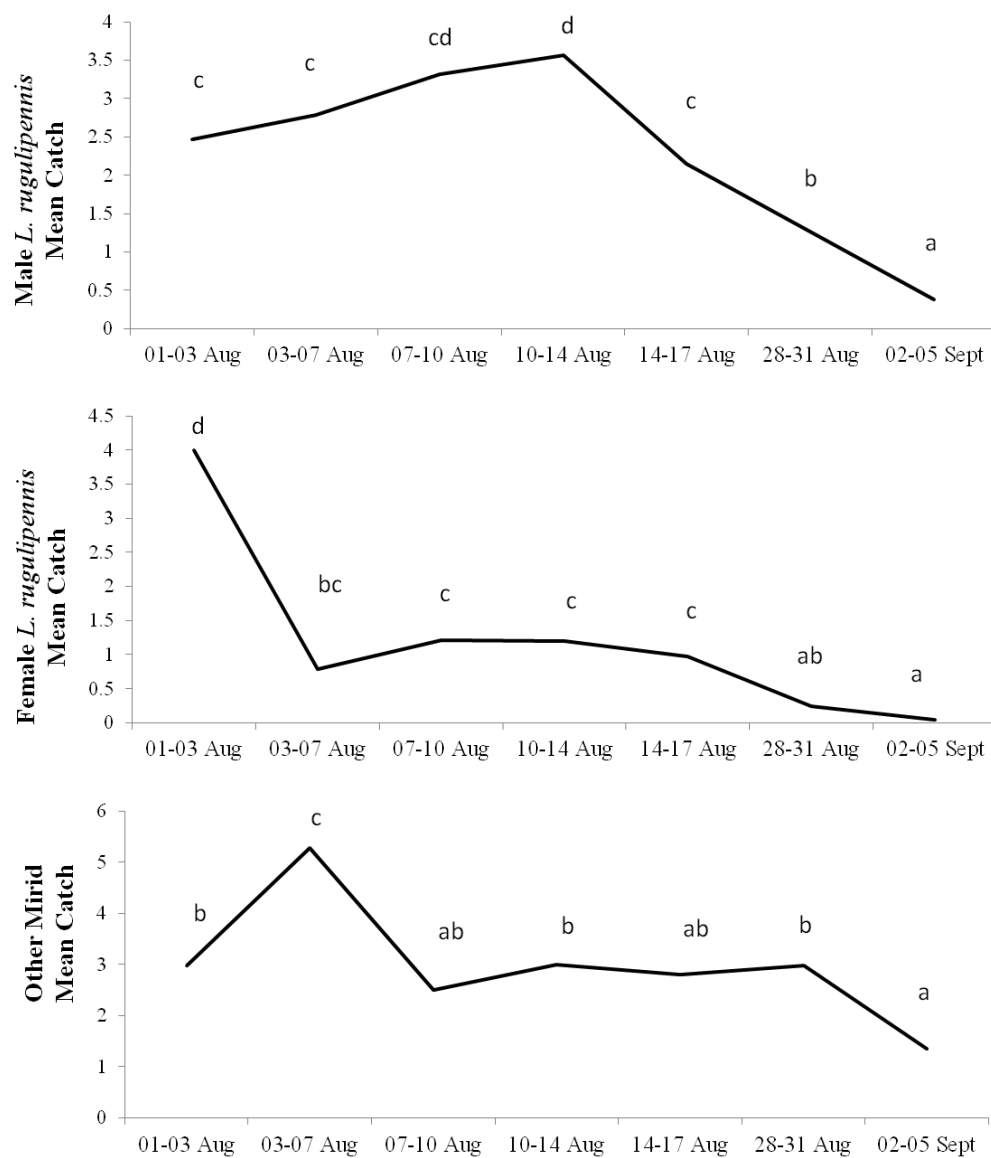 Male L. rugulipennis
Mean Catch
4
3.5
3
2.5
2
1.5
1
0.5
0
c
c
cd
d
c
b
a
01-03 Aug 03-07 Aug 07-10 Aug 10-14 Aug 14-17 Aug 28-31 Aug 02-05 Sept
Female L. rugulipennis
Mean Catch
4.5
4
3.5
3
2.5
2
1.5
1
0.5
0
d
bc
c
c
c
ab
a
01-03 Aug 03-07 Aug 07-10 Aug 10-14 Aug 14-17 Aug 28-31 Aug 02-05 Sept
Other Mirid
Mean Catch
6
5
4
3
2
1
0
b
c
ab
b
ab
b
a
01-03 Aug 03-07 Aug 07-10 Aug 10-14 Aug 14-17 Aug 28-31 Aug 02-05 Sept